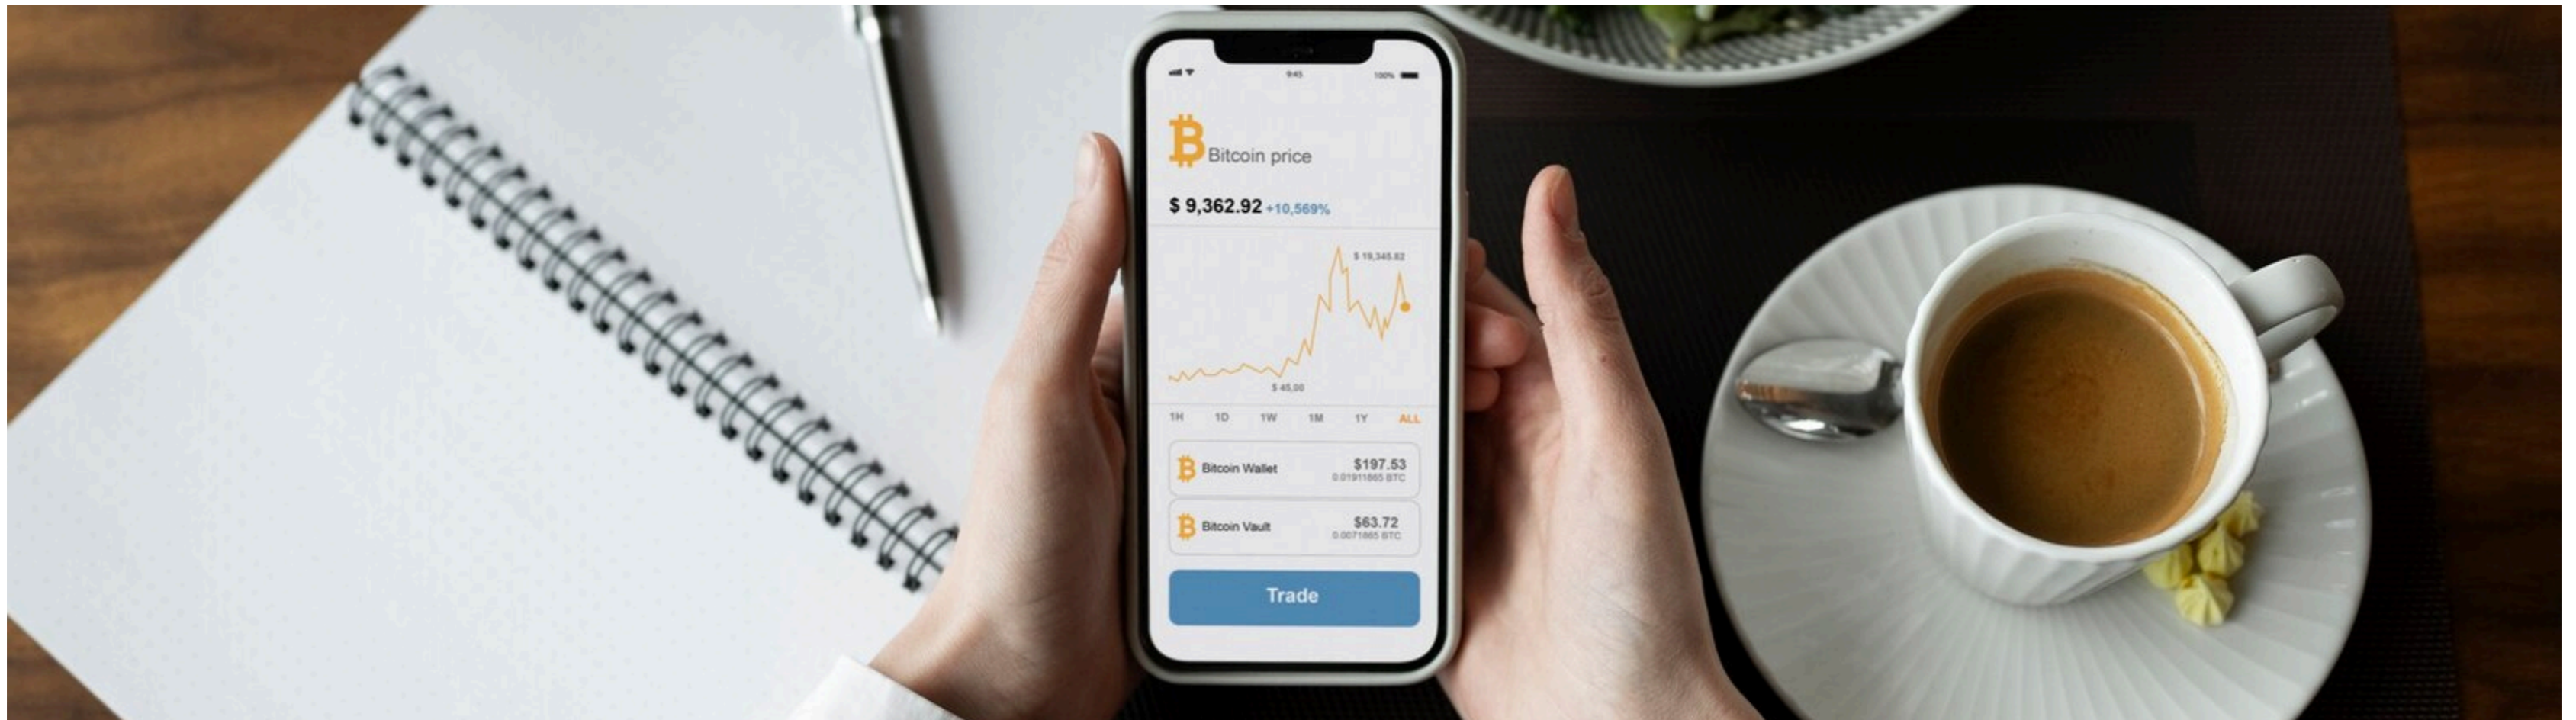 9:45 100%
Bitcoin price
$ 9,362.92 +10,569%
$ 19,345.82
$ 45,00
1H 1D 1W 1M 1Y ALL
Bitcoin Wallet $197.53
0.01911865 BTC
Bitcoin Vault $63.72
0.0071865 BTC
Trade